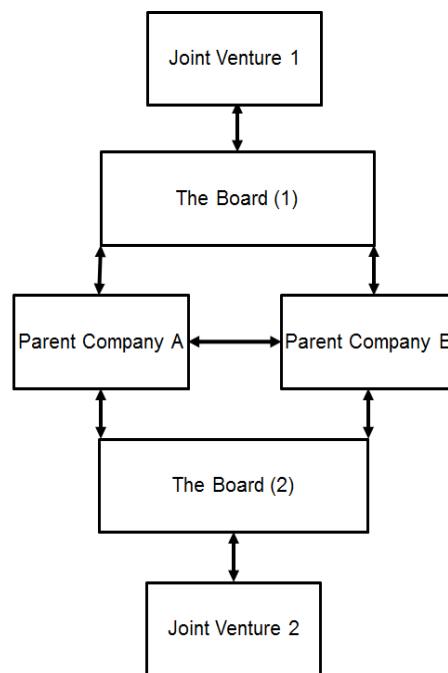 Joint Venture 1
The Board (1)
Parent Company A
Parent Company B
The Board (2)
Joint Venture 2